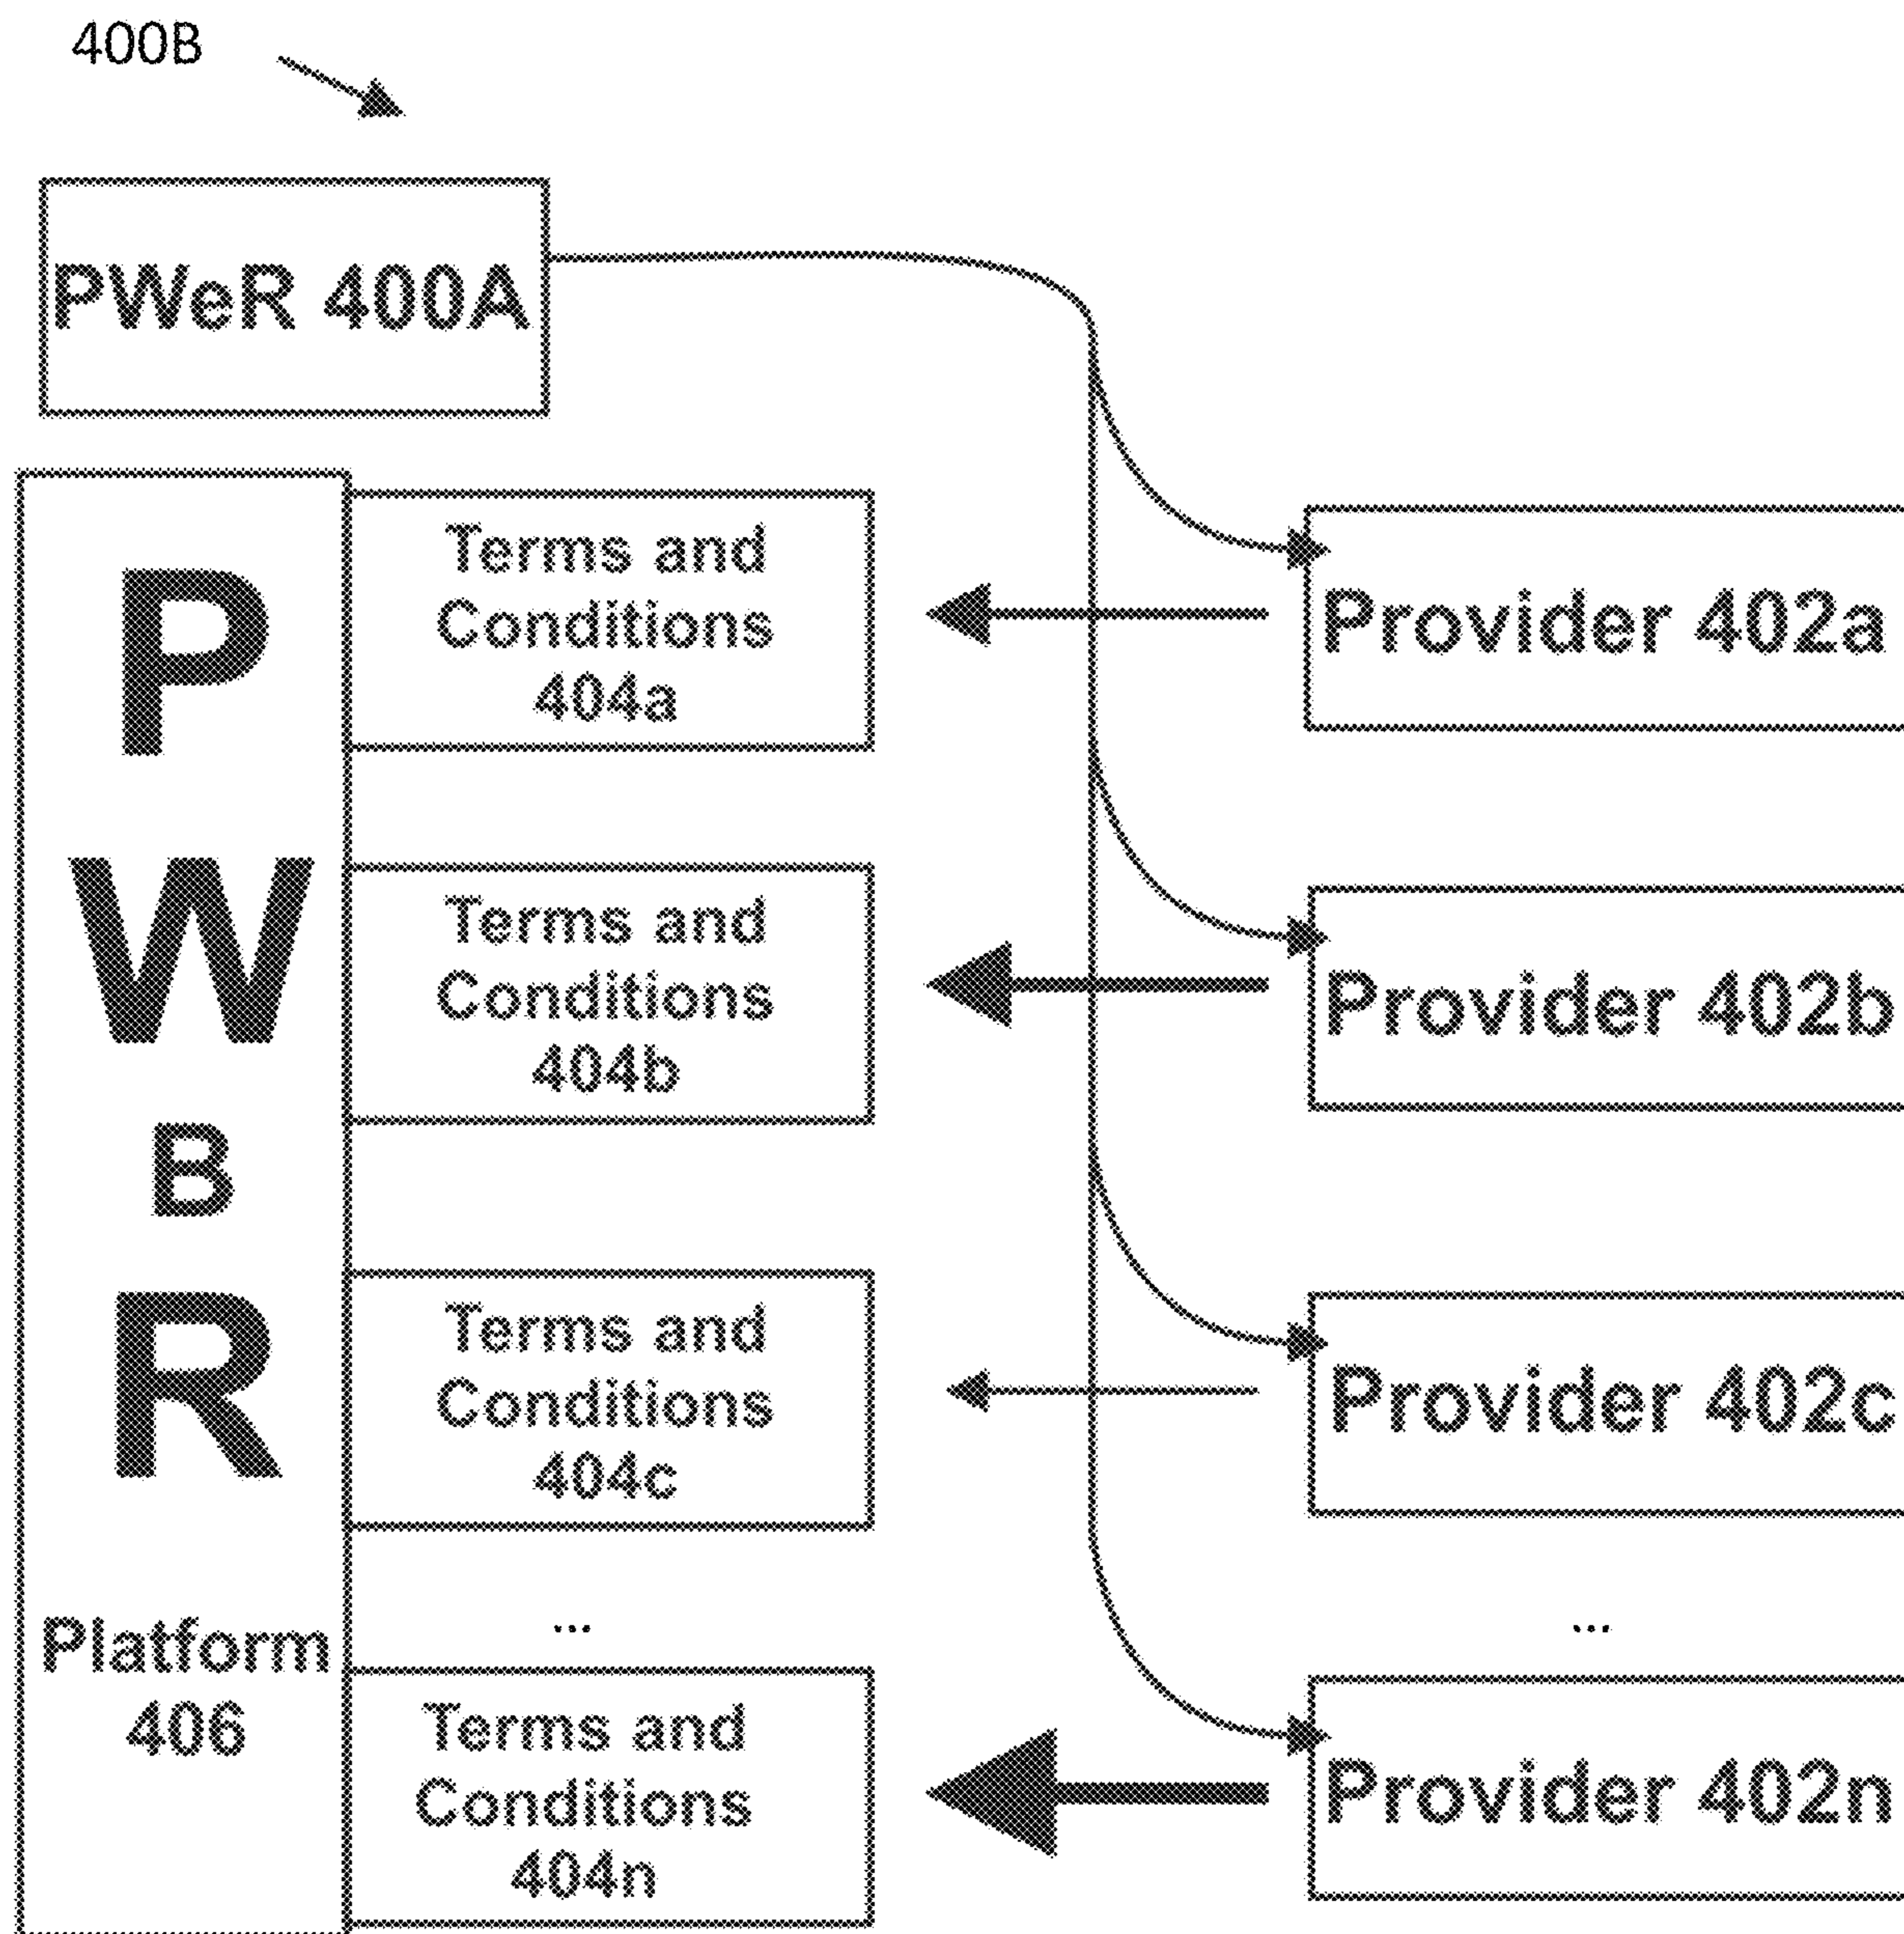 400B
PWeR 400A
P
W
B
R
Platform
406
Terms and
Conditions
404a
Terms and
Conditions
404b
Terms and
Conditions
404c
...
Terms and
Conditions
404n
Provider 402a
Provider 402b
Provider 402c
...
Provider 402n